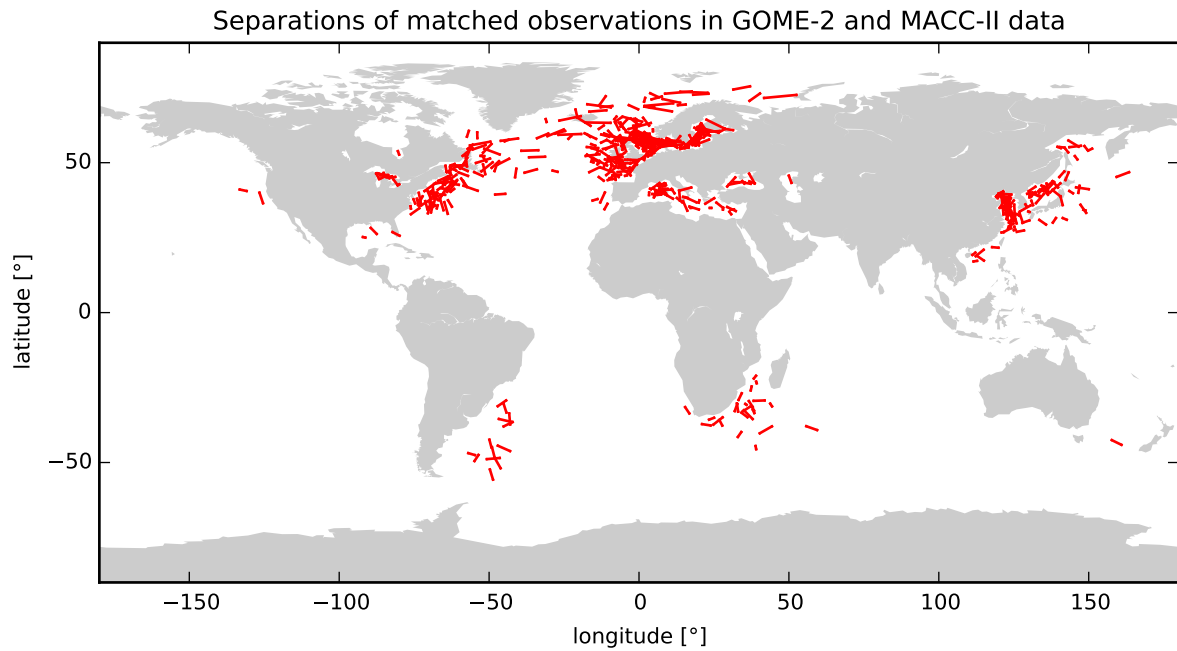 Separations of matched observations in GOME-2 and MACC-II data
latitude [°]
50
0
−50
−150 −100 −50 0 50 100 150
longitude [°]